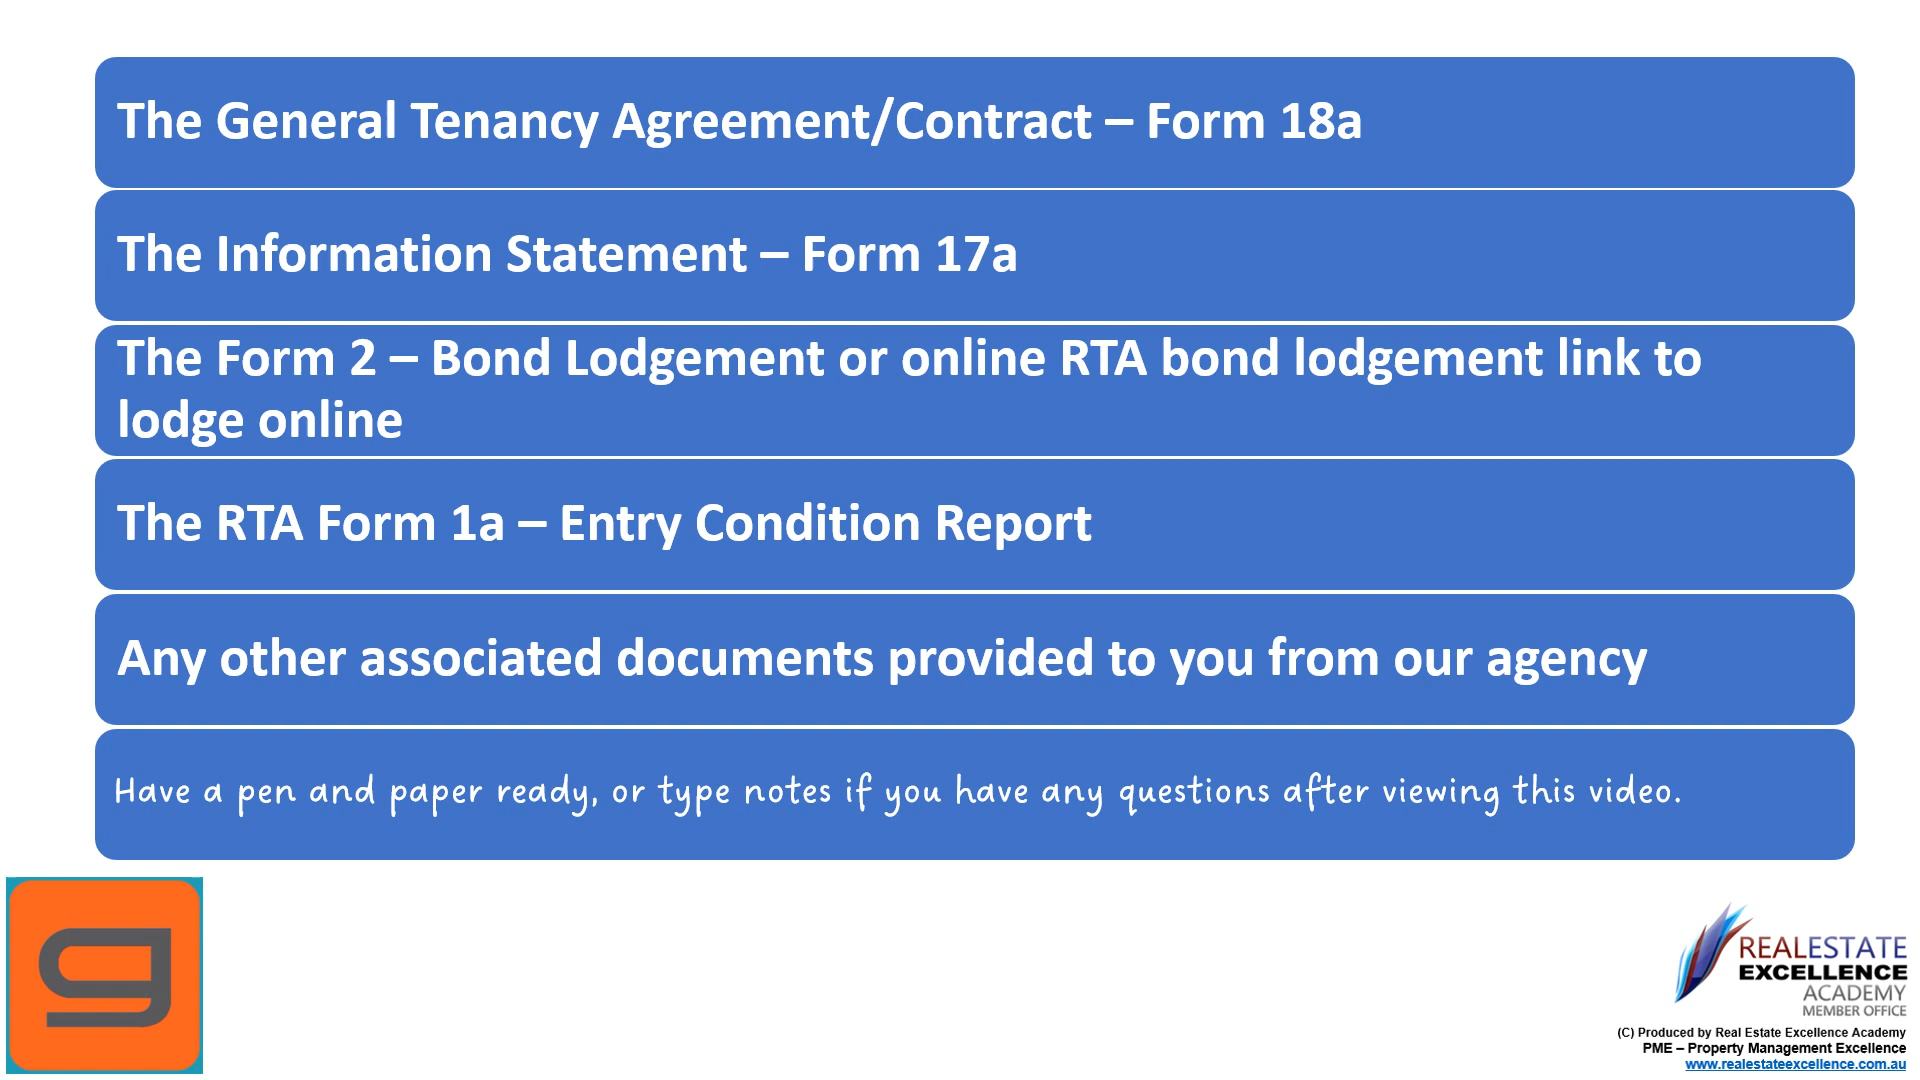 The General Tenancy Agreement/Contract – Form 18a
The Information Statement – Form 17a
The Form 2 – Bond Lodgement or online RTA bond lodgement link to
lodge online
The RTA Form 1a – Entry Condition Report
Any other associated documents provided to you from our agency
Have a pen and paper ready, or type notes if you have any questions after viewing this video.
g
REALESTATE
EXCELLENCE
ACADEMY
MEMBER OFFICE
(C) Produced by Real Estate Excellence Academy
PME – Property Management Excellence
www.realestateexcellence.com.au